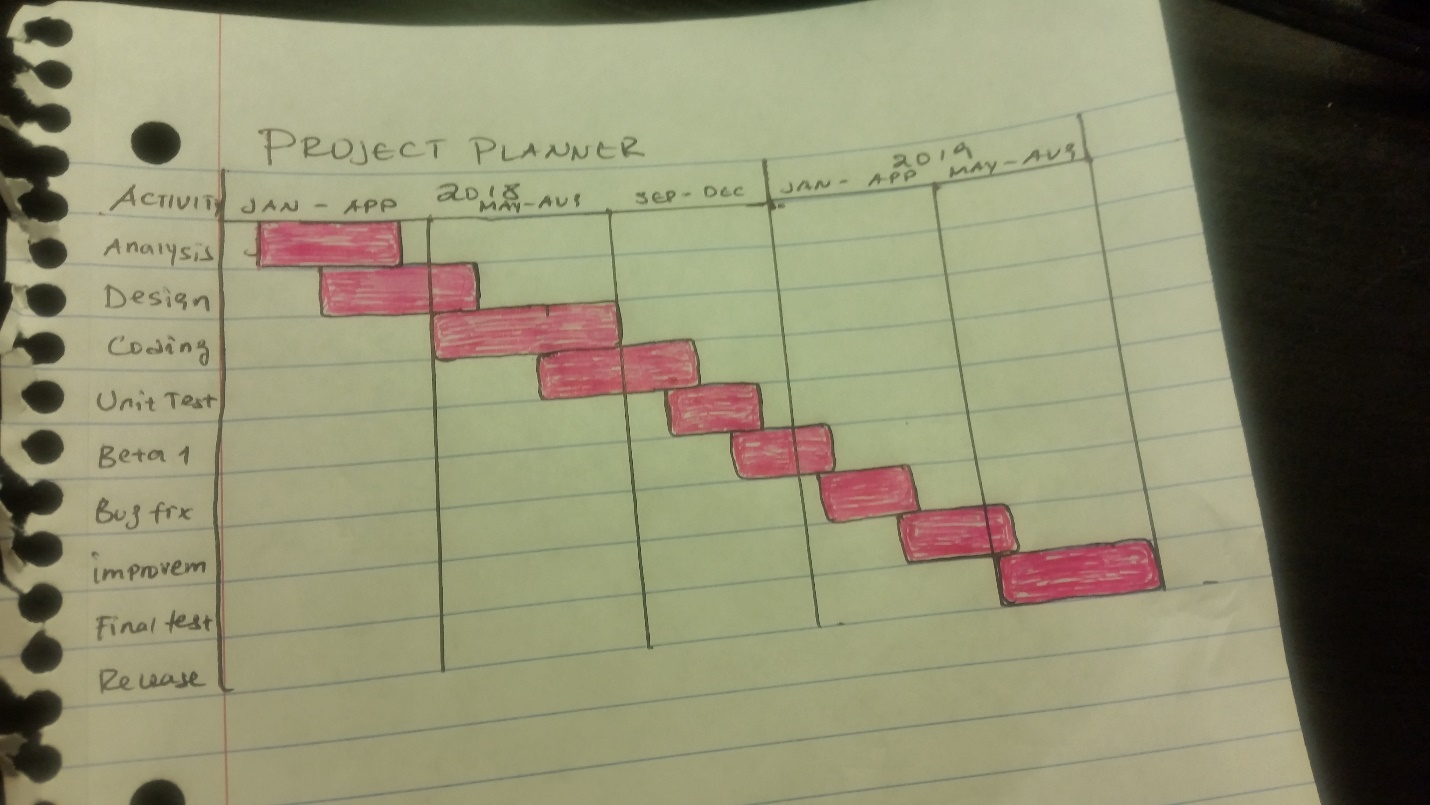 PROJECT PLANNER
2018 2019
ACTIVIT JAN - APP MAY-AUG SEP - DEC JAN - APP MAY-AUG
Analysis
Design
Coding
Unit Test
Beta 1
Bug fix
improvem
Final test
Release